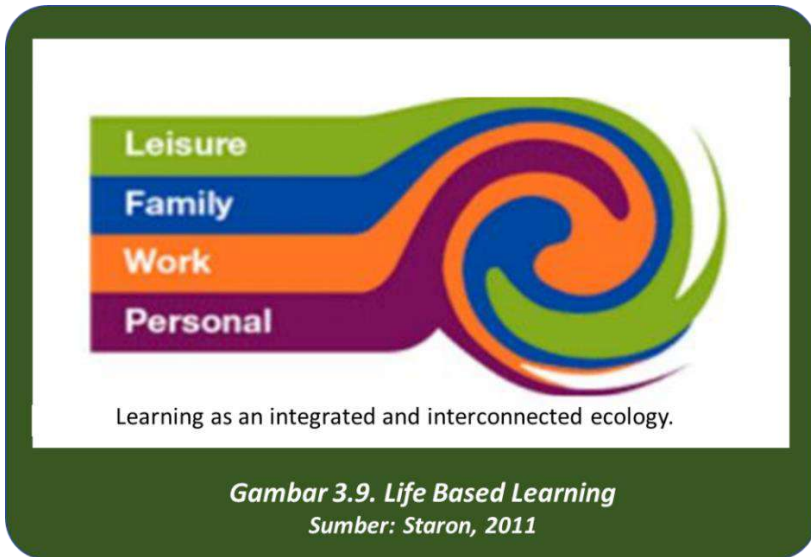 Leisure
Family
Work
Personal
Learning as an integrated and interconnected ecology.
Gambar 3.9. Life Based Learning
Sumber: Staron, 2011